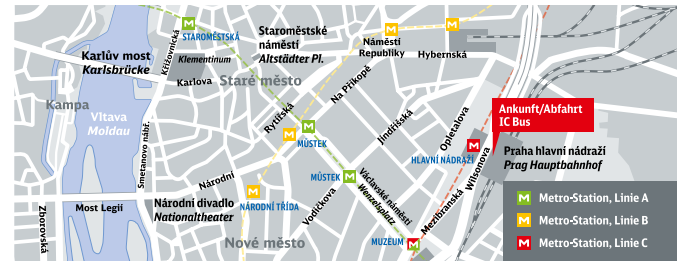 STAROMĚSTSKÁ
Křižovnická
Klementinum
Karlův most
Karlsbrücke
Karlova
Staroměstské
náměstí
Altstädter Pl.
Staré město
Náměstí
Republiky
Hybernská
Na Příkopě
Rytířská
MŮSTEK
Jindřišská
Opletalova
Ankunft/Abfahrt
IC Bus
HLAVNÍ NÁDRAŽÍ
Praha hlavní nádraží
Prag Hauptbahnhof
Wilsonova
Kampa
Vltava
Moldau
Smetanovo nábř.
Národní
MŮSTEK
Václavské náměstí
Wenzelsplatz
Mezibranská
Most Legií
Národní divadlo
Nationaltheater
NÁRODNÍ TŘÍDA
Vodičkova
Zborovská
Nové město
MUZEUM
M Metro-Station, Linie A
M Metro-Station, Linie B
M Metro-Station, Linie C